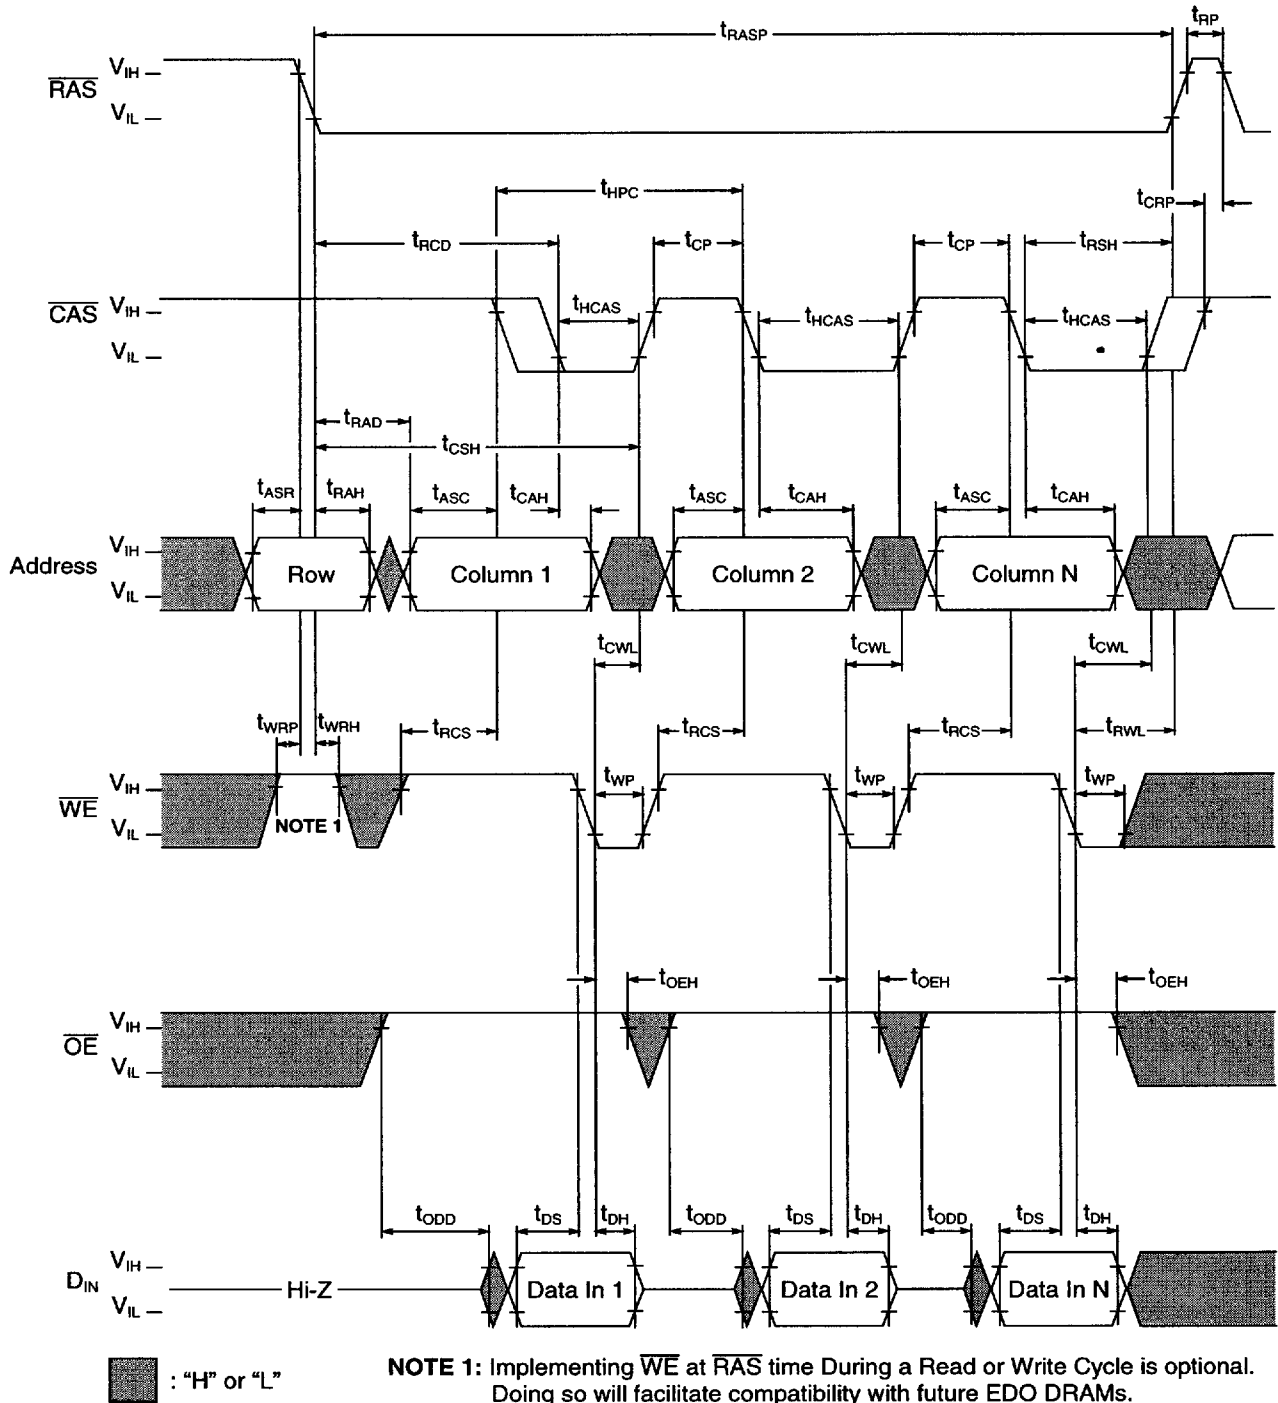 tRASP tRP
RAS VIH
VIL
tHPC tCRP
tRCD tCP tCP tRSH
CAS VIH tHCAS tHCAS tHCAS
VIL
tRAD
tCSH
tASR tRAH tASC tCAH tASC tCAH tASC tCAH
Address VIH
VIL
Row Column 1 Column 2 Column N
tCWL tCWL tCWL
tWRP tWRH tRCS tRCS tRCS tRWL
WE VIH tWP tWP tWP
VIL NOTE 1
tOEH tOEH tOEH
OE VIH
VIL
tODD tDS tDH tODD tDS tDH tODD tDS tDH
DIN VIH
VIL
Hi-Z Data In 1 Data In 2 Data In N
: “H” or “L”
NOTE 1: Implementing WE at RAS time During a Read or Write Cycle is optional.
Doing so will facilitate compatibility with future EDO DRAMs.